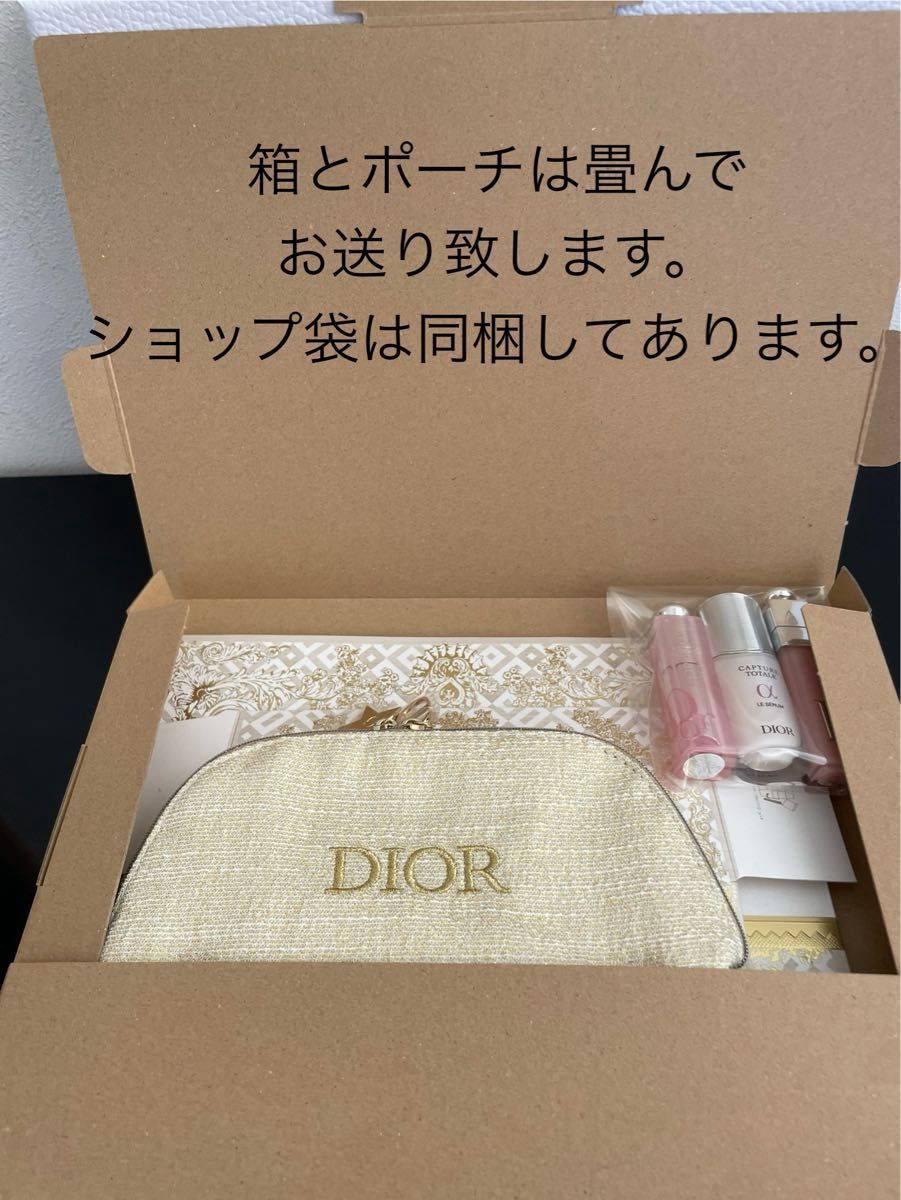 箱とポーチは畳んで
お送り致します。
ショップ袋は同梱してあります。
CAPTURE
TOTALE
α
LE SÉRUM
DIOR
DIOR